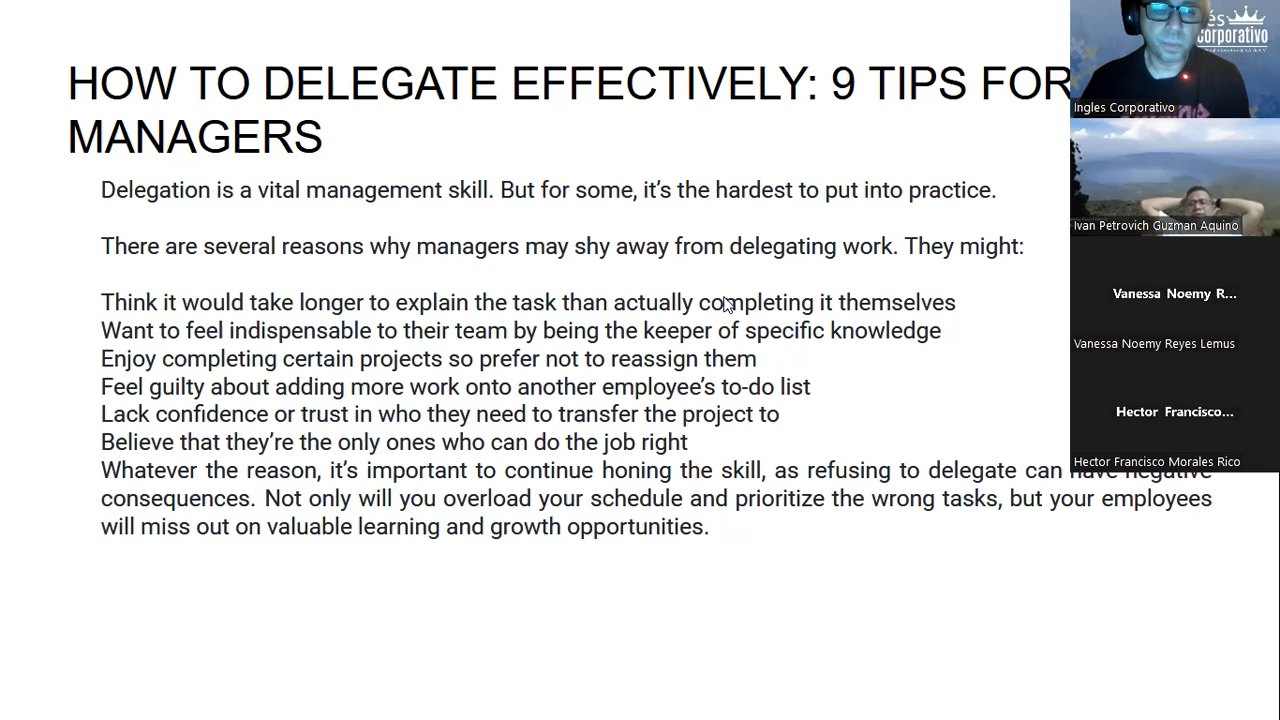 HOW TO DELEGATE EFFECTIVELY: 9 TIPS FOR
MANAGERS
Delegation is a vital management skill. But for some, it’s the hardest to put into practice.
There are several reasons why managers may shy away from delegating work. They might:
Think it would take longer to explain the task than actually completing it themselves
Want to feel indispensable to their team by being the keeper of specific knowledge
Enjoy completing certain projects so prefer not to reassign them
Feel guilty about adding more work onto another employee’s to-do list
Lack confidence or trust in who they need to transfer the project to
Believe that they’re the only ones who can do the job right
Whatever the reason, it’s important to continue honing the skill, as refusing to delegate can have negative
consequences. Not only will you overload your schedule and prioritize the wrong tasks, but your employees
will miss out on valuable learning and growth opportunities.
és
corporativo
Ingles Corporativo
Ivan Petrovich Guzman Aquino
Vanessa Noemy R...
Vanessa Noemy Reyes Lemus
Hector Francisco...
Hector Francisco Morales Rico